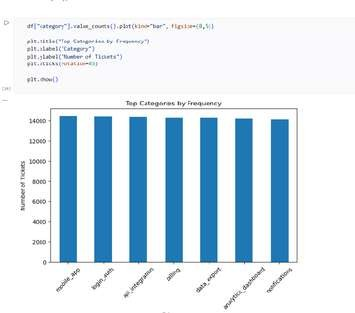 df["category"].value_counts().plot(kind="bar", figsize=(8,5))
plt.title("Top Categories by Frequency")
plt.xlabel("Category")
plt.ylabel("Number of Tickets")
plt.xticks(rotation=45)
plt.show()
Top Categories by Frequency
Number of Tickets
14000
12000
10000
8000
6000
4000
2000
0
mobile_app
login_auth
api_integration
billing
data_export
analytics_dashboard
notifications